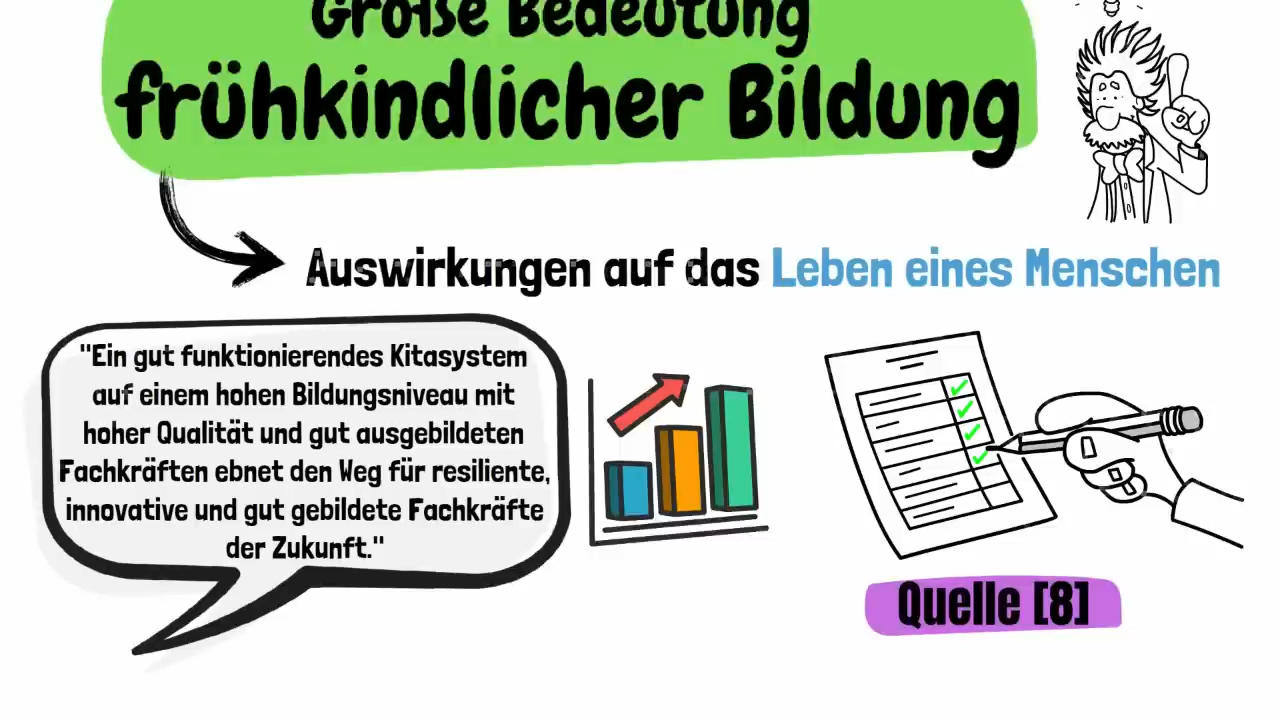 Große Bedeutung
frühkindlicher Bildung
Auswirkungen auf das Leben eines Menschen
"Ein gut funktionierendes Kitasystem
auf einem hohen Bildungsniveau mit
hoher Qualität und gut ausgebildeten
Fachkräften ebnet den Weg für resiliente,
innovative und gut gebildete Fachkräfte
der Zukunft."
Quelle [8]